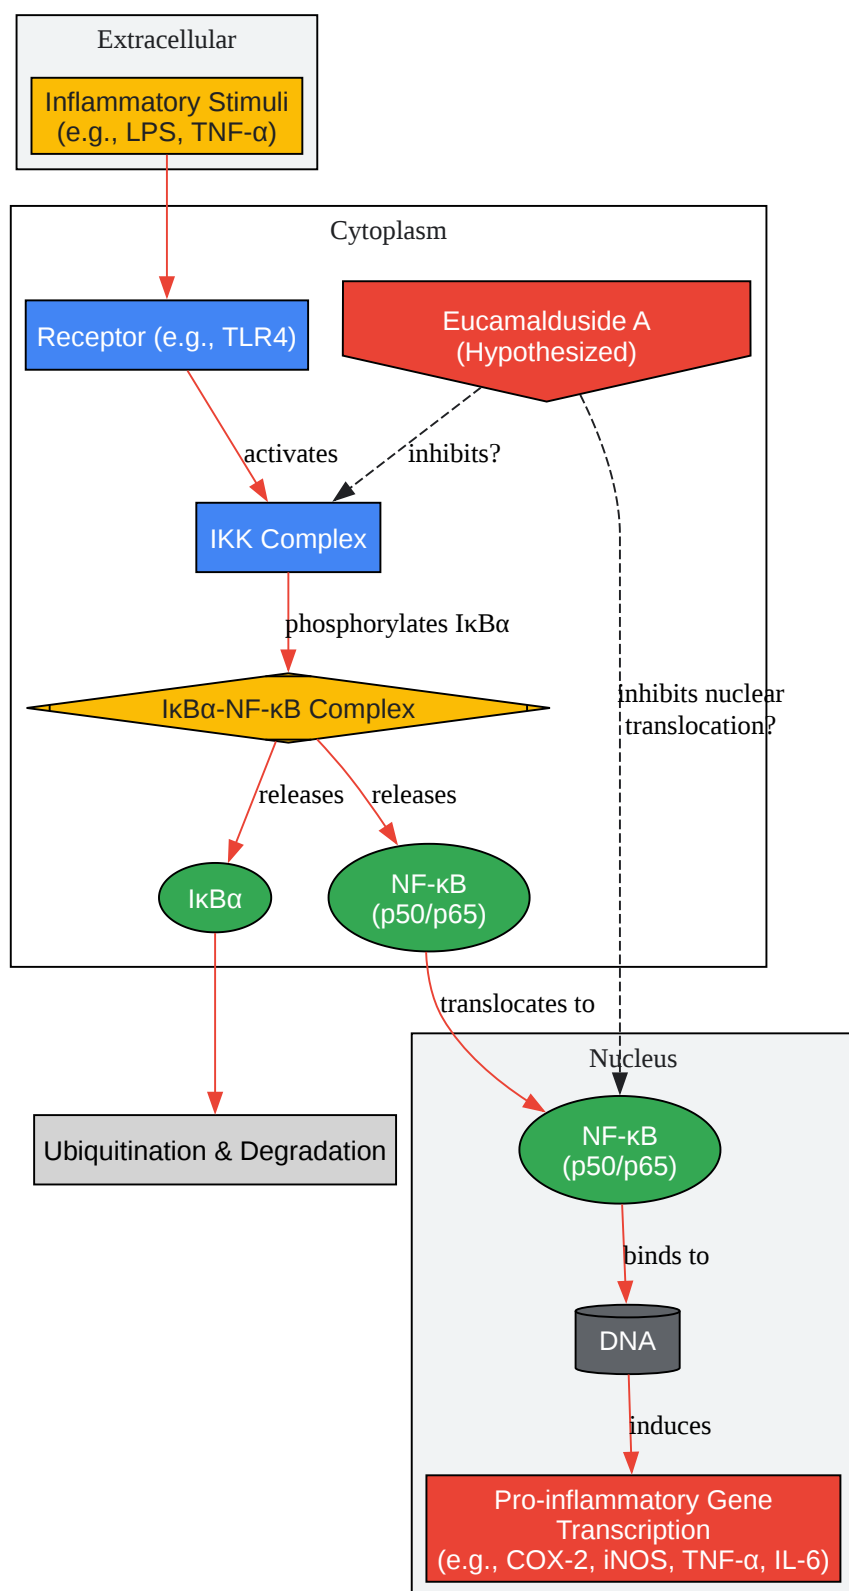 Extracellular
Inflammatory Stimuli
(e.g., LPS, TNF-α)
Cytoplasm
Receptor (e.g., TLR4)
Eucamalduside A
(Hypothesized)
activates
inhibits?
IKK Complex
phosphorylates IκBα
IκBα-NF-κB Complex
inhibits nuclear
translocation?
releases
releases
IκBα
NF-κB
(p50/p65)
translocates to
Nucleus
Ubiquitination & Degradation
NF-κB
(p50/p65)
binds to
DNA
induces
Pro-inflammatory Gene
Transcription
(e.g., COX-2, iNOS, TNF-α, IL-6)